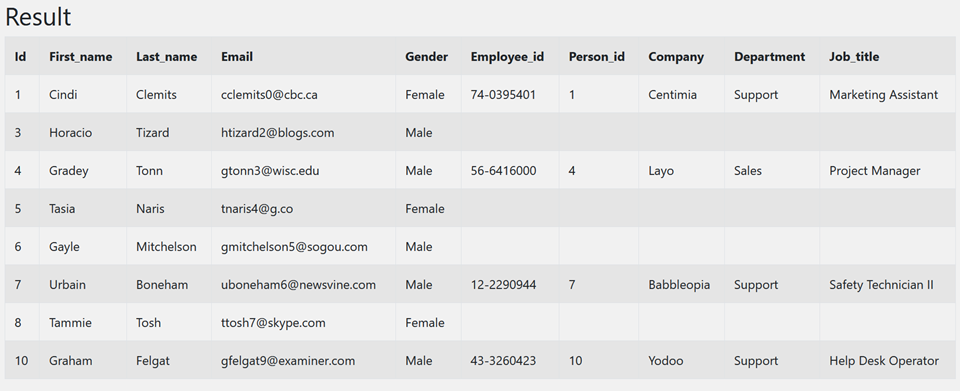 Result
Id First_name Last_name Email Gender Employee_id Person_id Company Department Job_title
1 Cindi Clemits cclemits0@cbc.ca Female 74-0395401 1 Centimia Support Marketing Assistant
3 Horacio Tizard htizard2@blogs.com Male
4 Gradey Tonn gtonn3@wisc.edu Male 56-6416000 4 Layo Sales Project Manager
5 Tasia Naris tnaris4@g.co Female
6 Gayle Mitchelson gmitchelson5@sogou.com Male
7 Urbain Boneham uboneham6@newsvine.com Male 12-2290944 7 Babbleopia Support Safety Technician II
8 Tammie Tosh ttosh7@skype.com Female
10 Graham Felgat gfelgat9@examiner.com Male 43-3260423 10 Yodoo Support Help Desk Operator